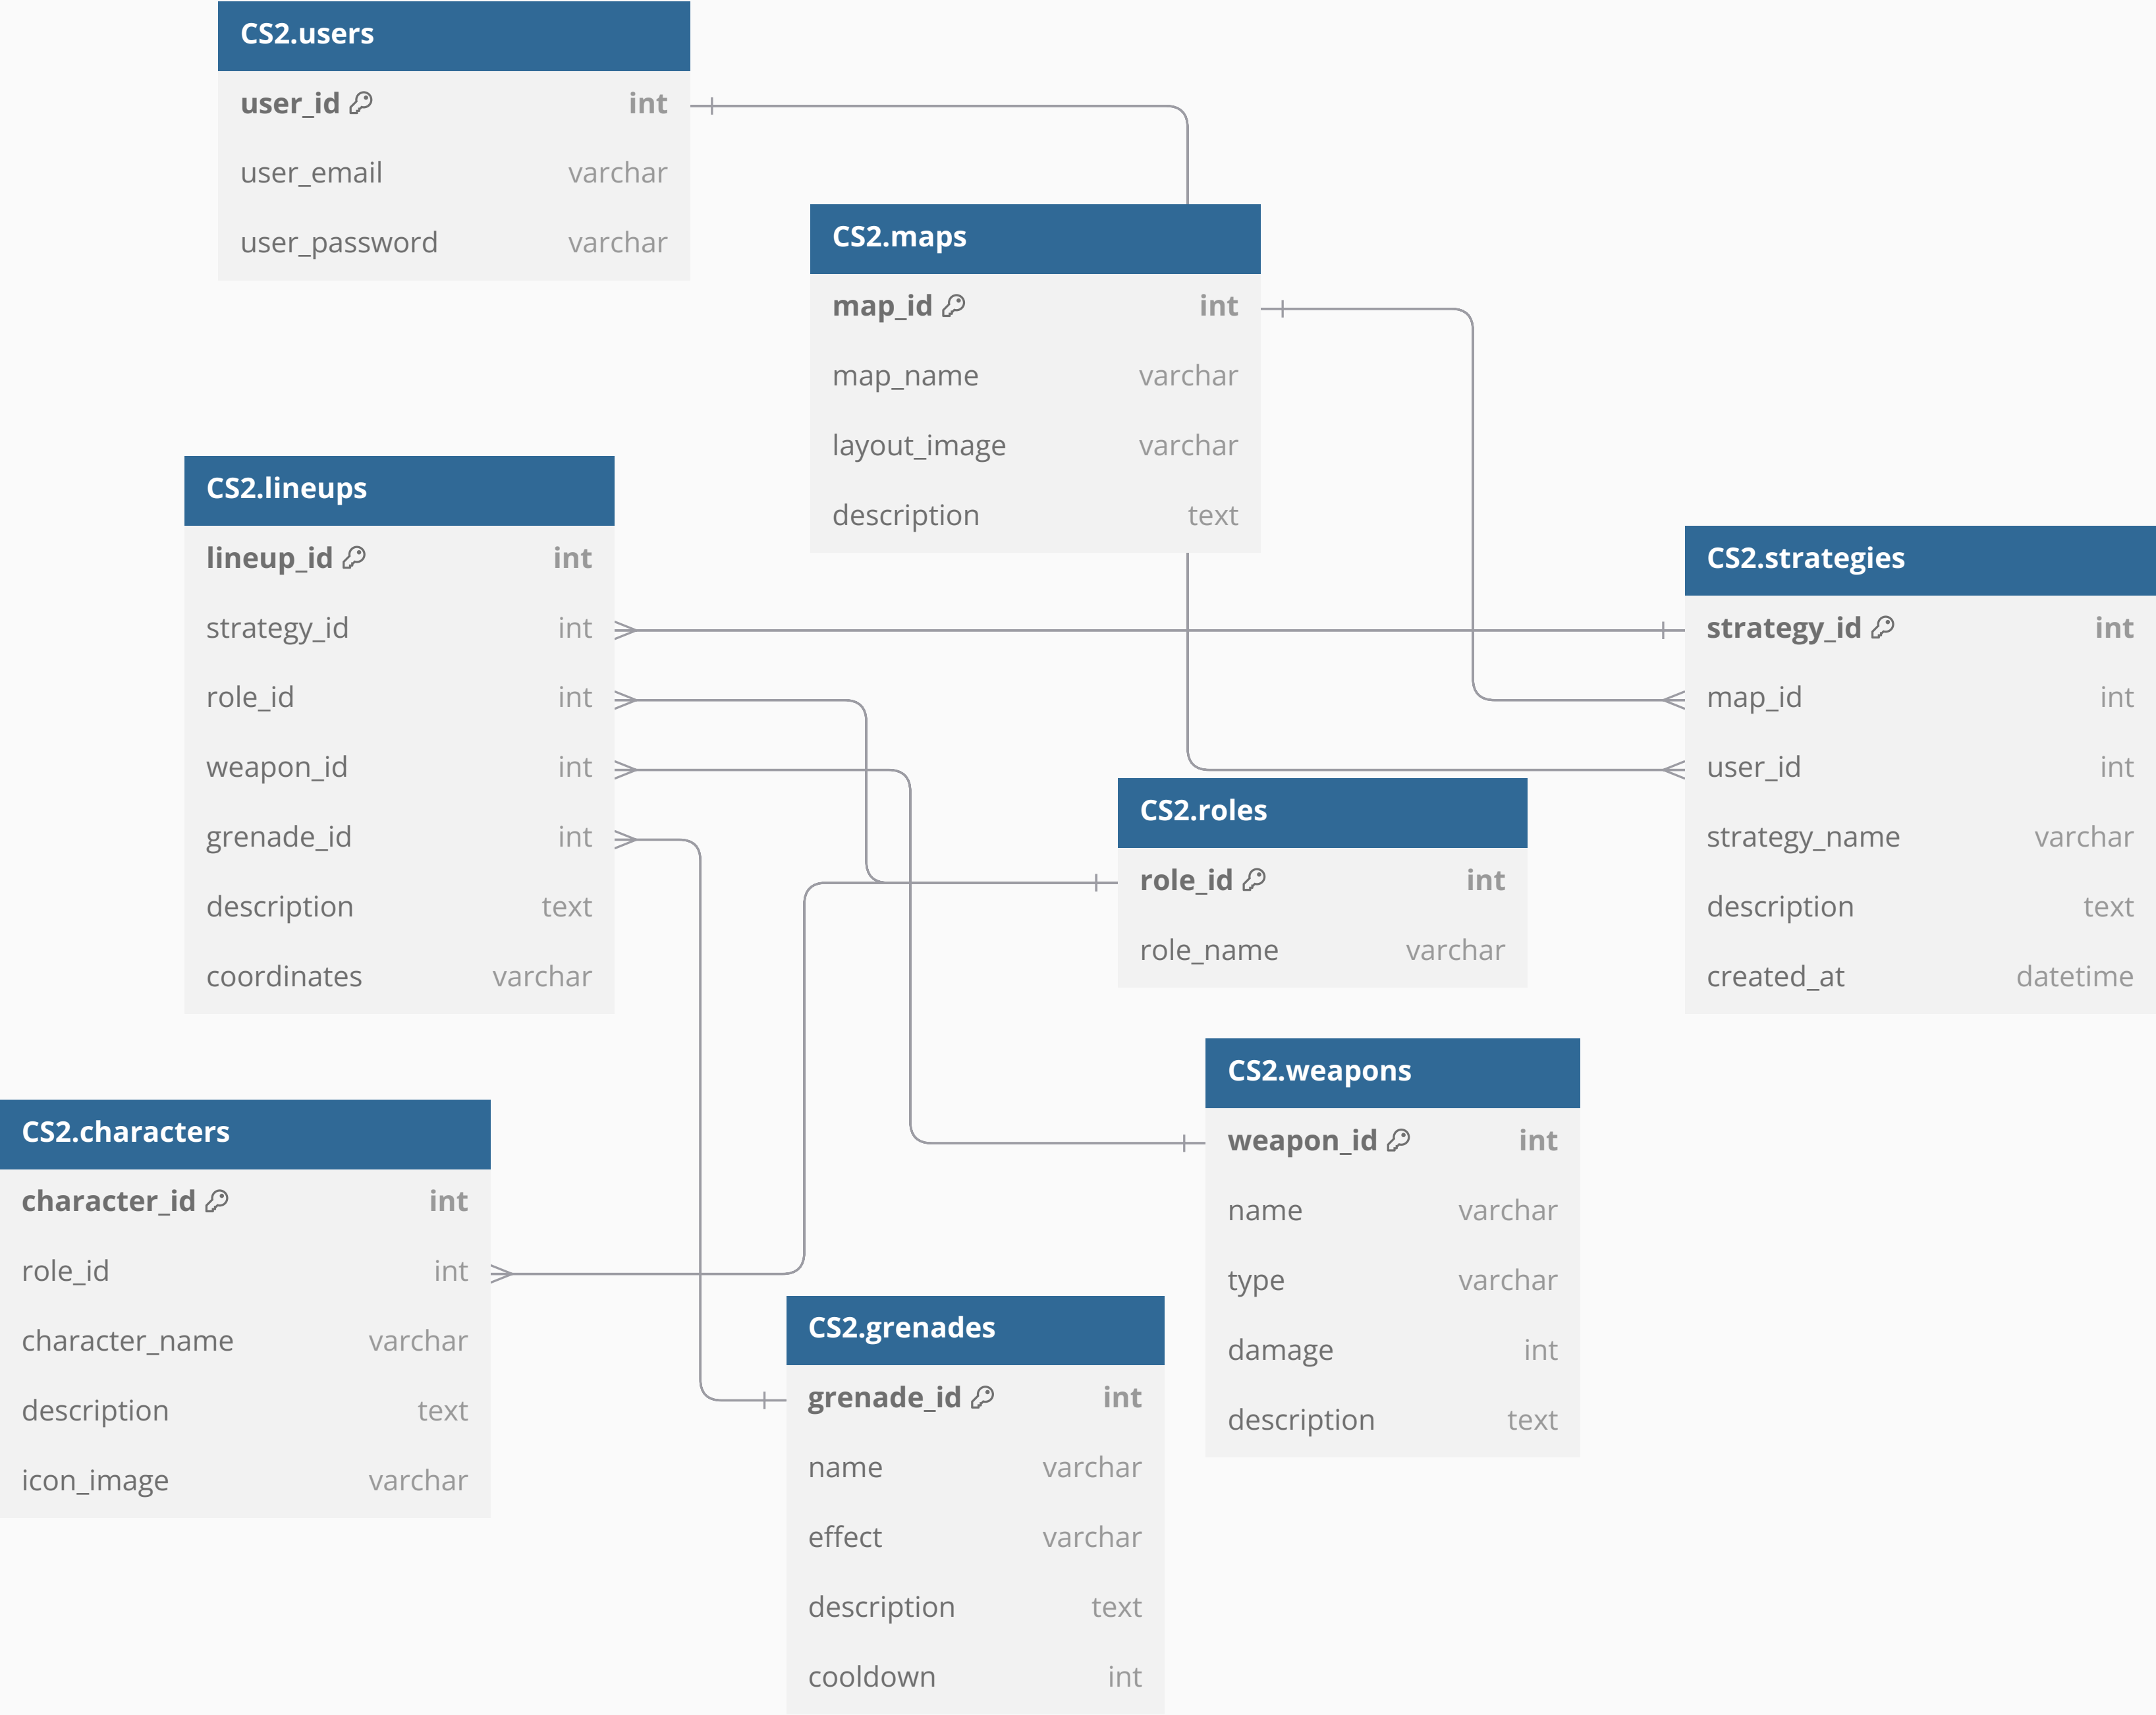 CS2.users
user_id int
user_email varchar
user_password varchar
CS2.maps
map_id int
map_name varchar
layout_image varchar
description text
CS2.lineups
lineup_id int
strategy_id int
role_id int
weapon_id int
grenade_id int
description text
coordinates varchar
CS2.strategies
strategy_id int
map_id int
user_id int
strategy_name varchar
description text
created_at datetime
CS2.roles
role_id int
role_name varchar
CS2.weapons
weapon_id int
name varchar
type varchar
damage int
description text
CS2.characters
character_id int
role_id int
character_name varchar
description text
icon_image varchar
CS2.grenades
grenade_id int
name varchar
effect varchar
description text
cooldown int